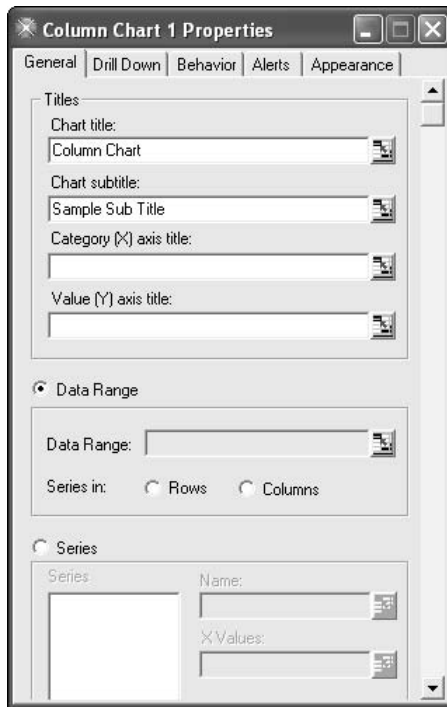 Column Chart 1 Properties
General Drill Down Behavior Alerts Appearance
Titles
Chart title:
Column Chart
Chart subtitle:
Sample Sub Title
Category (X) axis title:
Value (Y) axis title:
Data Range
Data Range:
Series in: Rows Columns
Series
Series Name:
X Values: